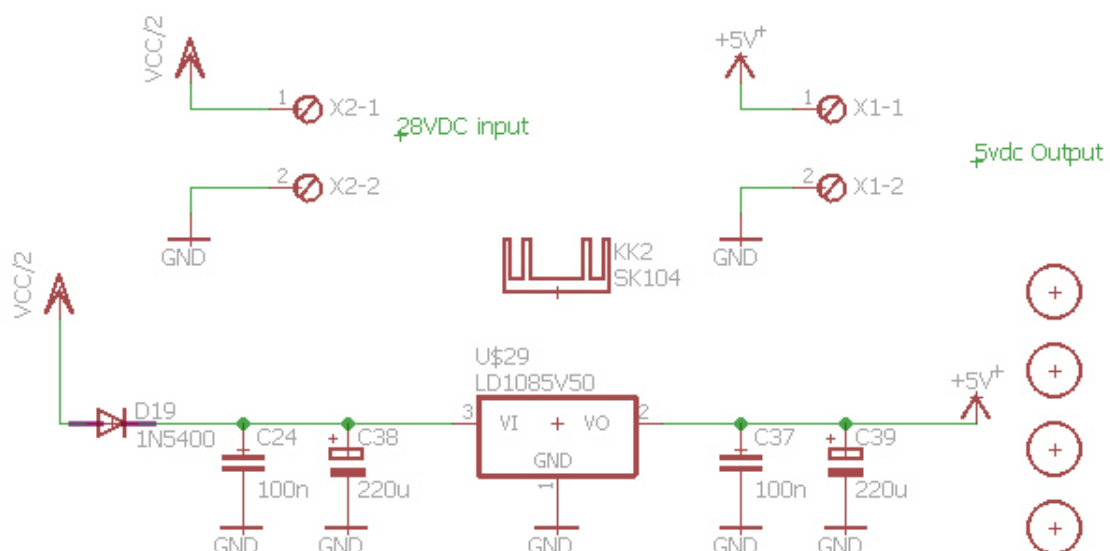 VCC/2
+5V
1
X2-1
1
X1-1
28VDC input
5vdc Output
2
X2-2
2
X1-2
GND
GND
KK2
SK104
VCC/2
U$29
LD1085V50
+5V
D19
1N5400
C24
C38
3
VI
VO
2
C37
C39
GND
1
100n
220u
100n
220u
GND
GND
GND
GND
GND